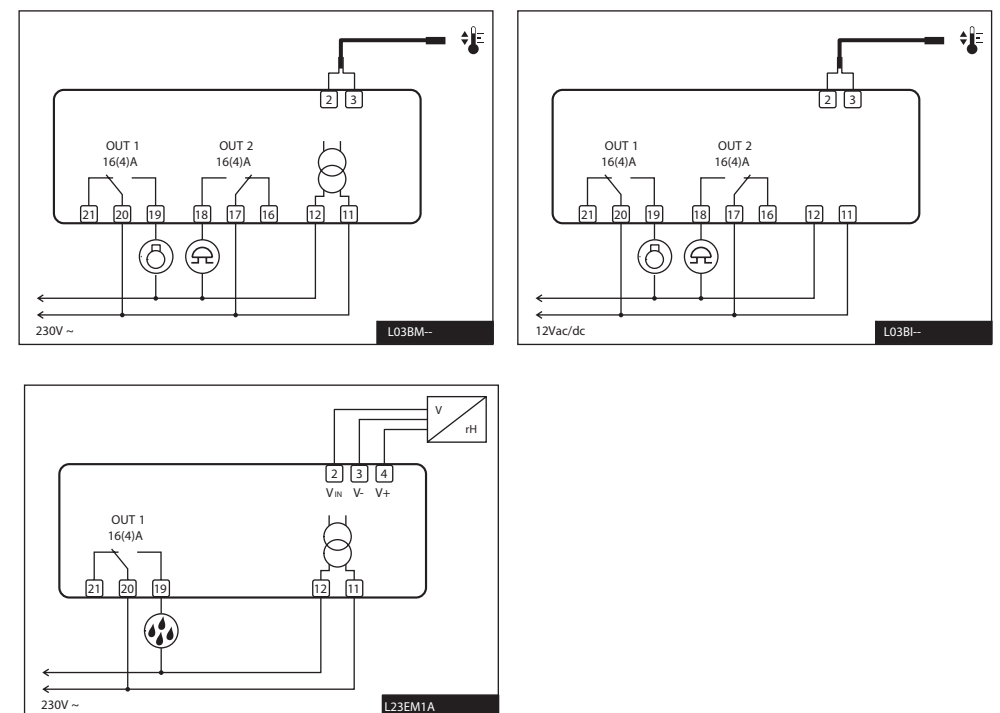 2 3
OUT 1 OUT 2
16(4)A 16(4)A
21 20 19 18 17 16 12 11
230V ~
L03BM--
2 3
OUT 1 OUT 2
16(4)A 16(4)A
21 20 19 18 17 16 12 11
12Vac/dc
L03BI--
V
rH
2 3 4
VIN V- V+
OUT 1
16(4)A
21 20 19 12 11
230V ~
L23EM1A